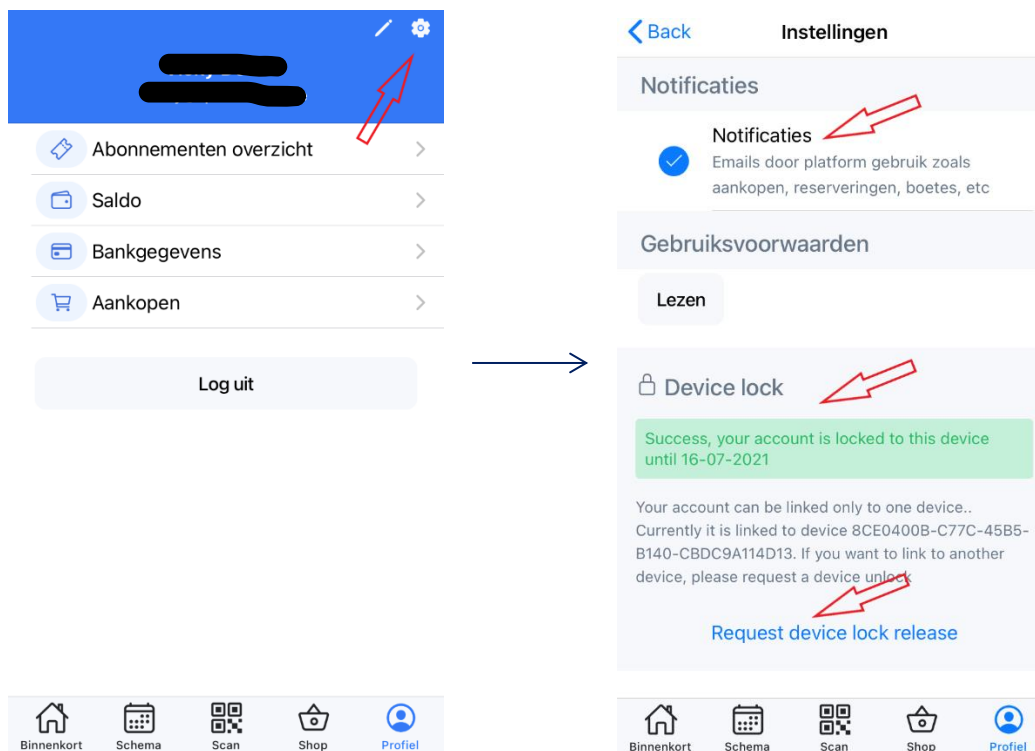 Abonnementen overzicht
Saldo
Bankgegevens
Aankopen
Log uit
Binnenkort
Schema
Scan
Shop
Profiel
Back
Instellingen
Notificaties
Notificaties
Emails door platform gebruik zoals
aankopen, reserveringen, boetes, etc
Gebruiksvoorwaarden
Lezen
Device lock
Success, your account is locked to this device
until 16-07-2021
Your account can be linked only to one device..
Currently it is linked to device 8CE0400B-C77C-45B5-
B140-CBDC9A114D13. If you want to link to another
device, please request a device unlock
Request device lock release
Binnenkort
Schema
Scan
Shop
Profiel